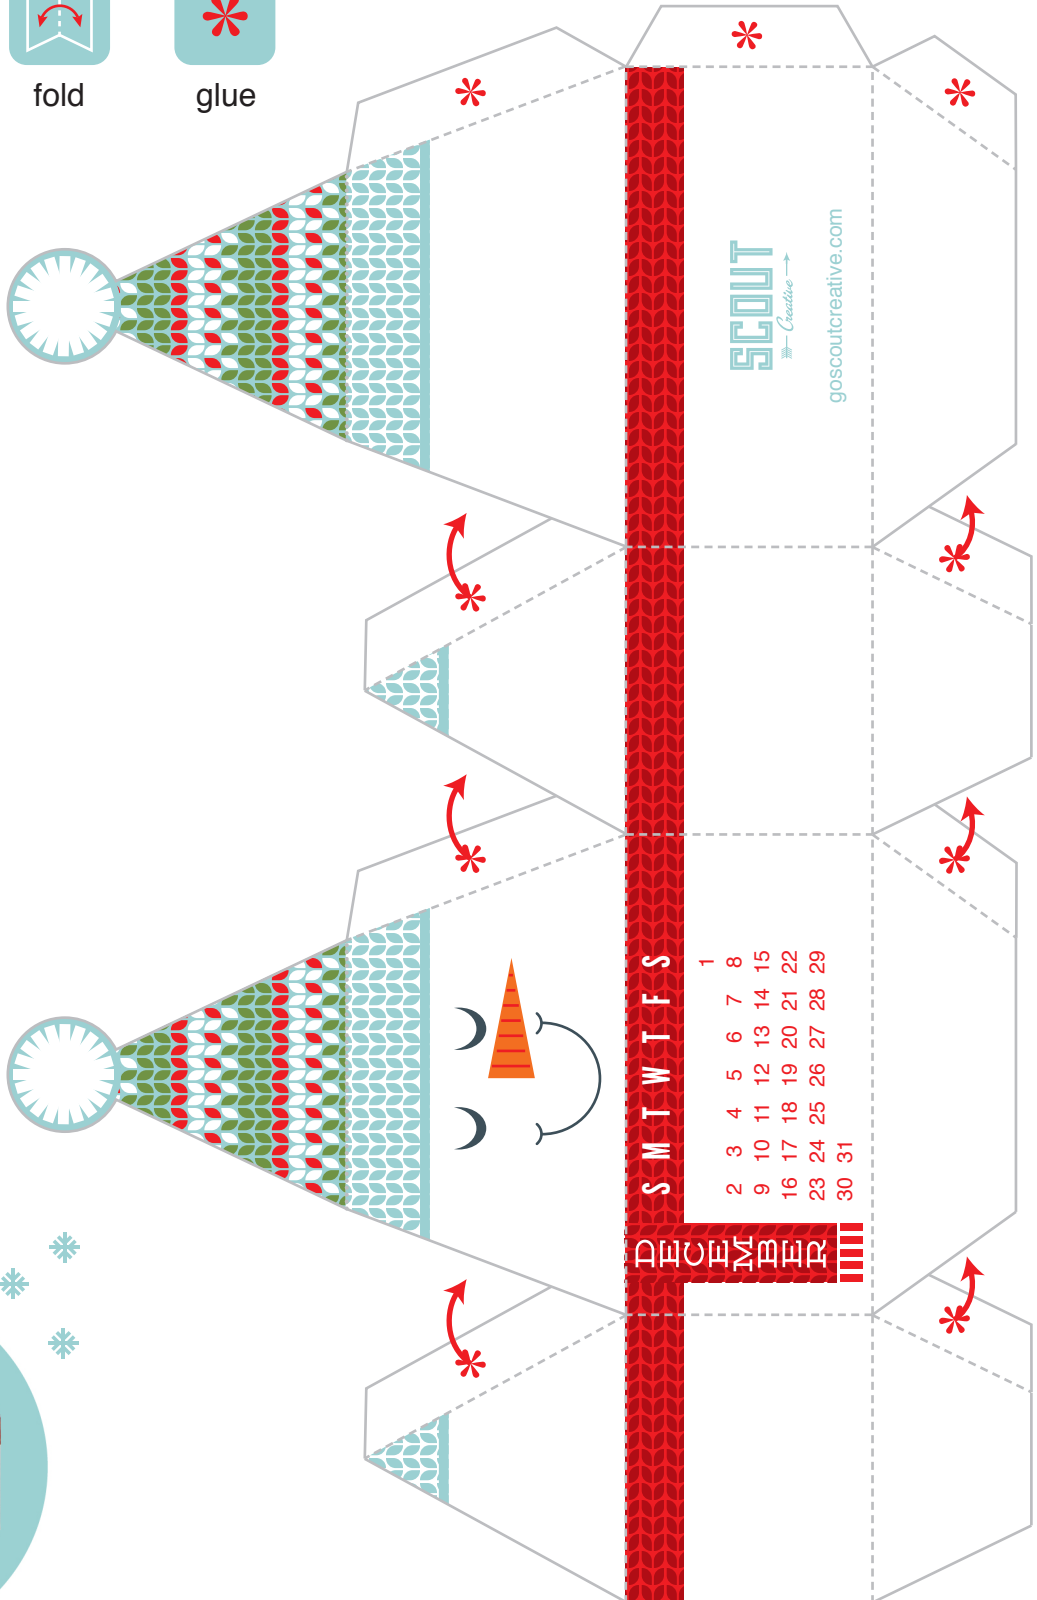 fold
glue
SCOUT
Creative
goscoutcreative.com
S M T W T F S
1
2 3 4 5 6 7 8
9 10 11 12 13 14 15
16 17 18 19 20 21 22
23 24 25 26 27 28 29
30 31
DECEMBER